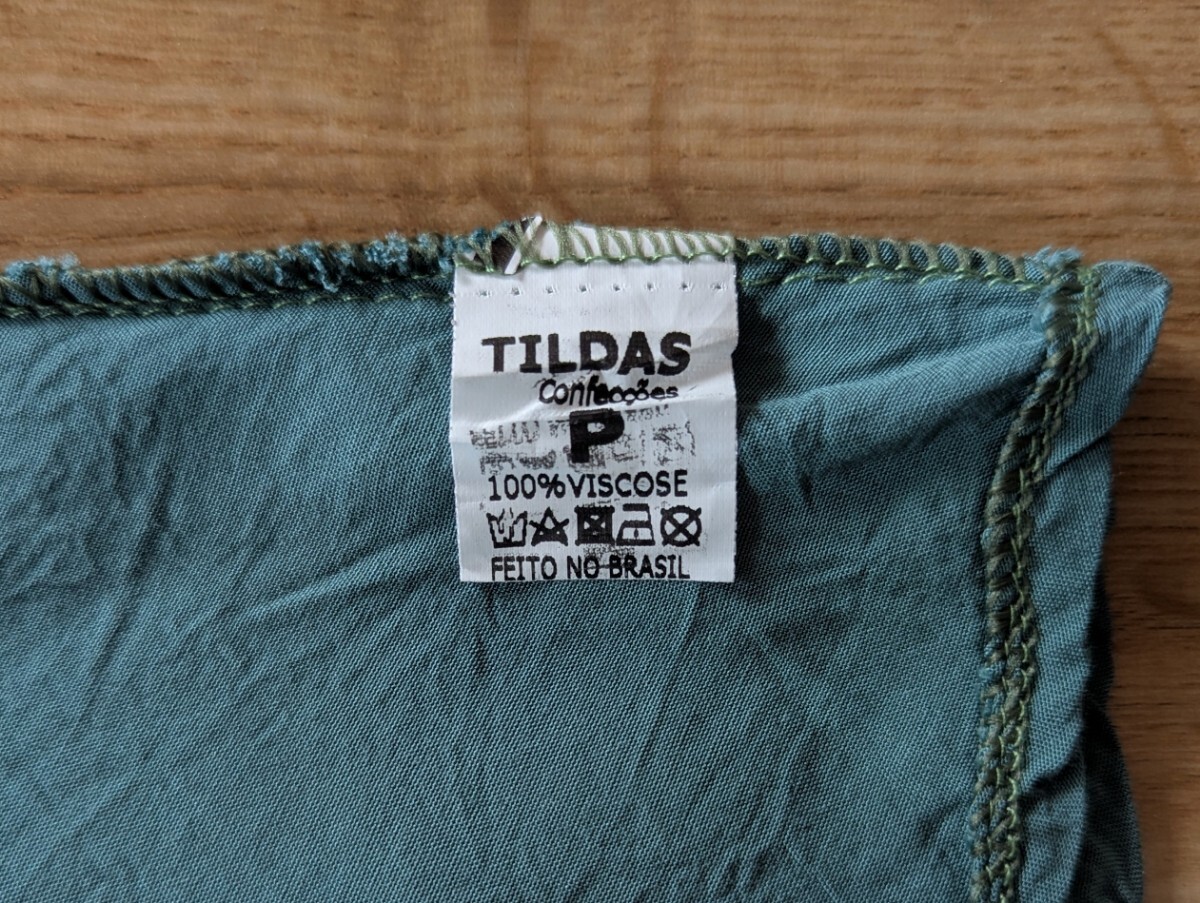 TILDAS
Confecções
P
100%VISCOSE
FEITO NO BRASIL